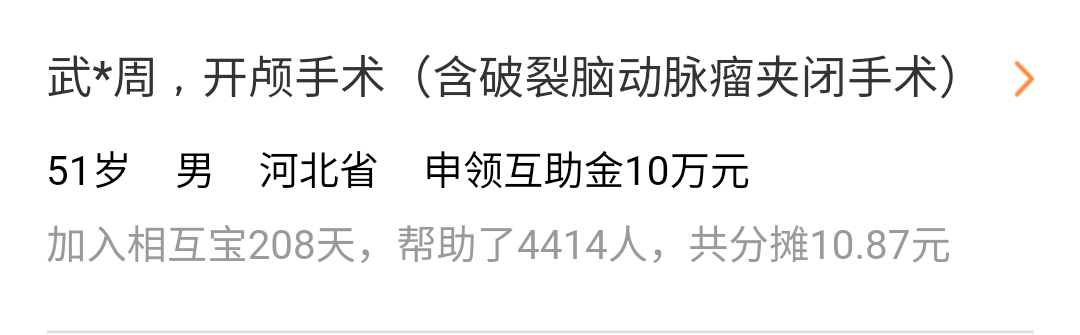 武*周，开颅手术（含破裂脑动脉瘤夹闭手术）
51岁 男 河北省 申领互助金10万元
加入相互宝208天，帮助了4414人，共分摊10.87元